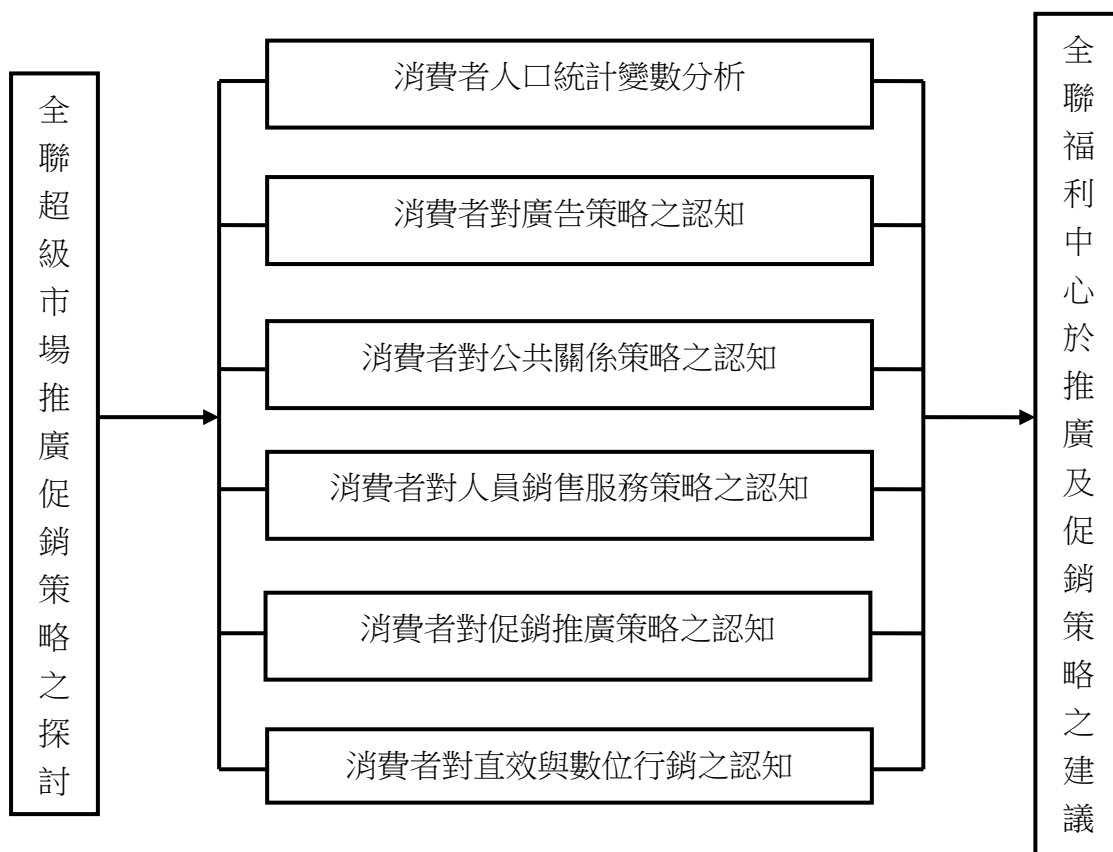 全聯超級市場推廣促銷策略之探討
消費者人口統計變數分析
消費者對廣告策略之認知
消費者對公共關係策略之認知
消費者對人員銷售服務策略之認知
消費者對促銷推廣策略之認知
消費者對直效與數位行銷之認知
全聯福利中心於推廣及促銷策略之建議